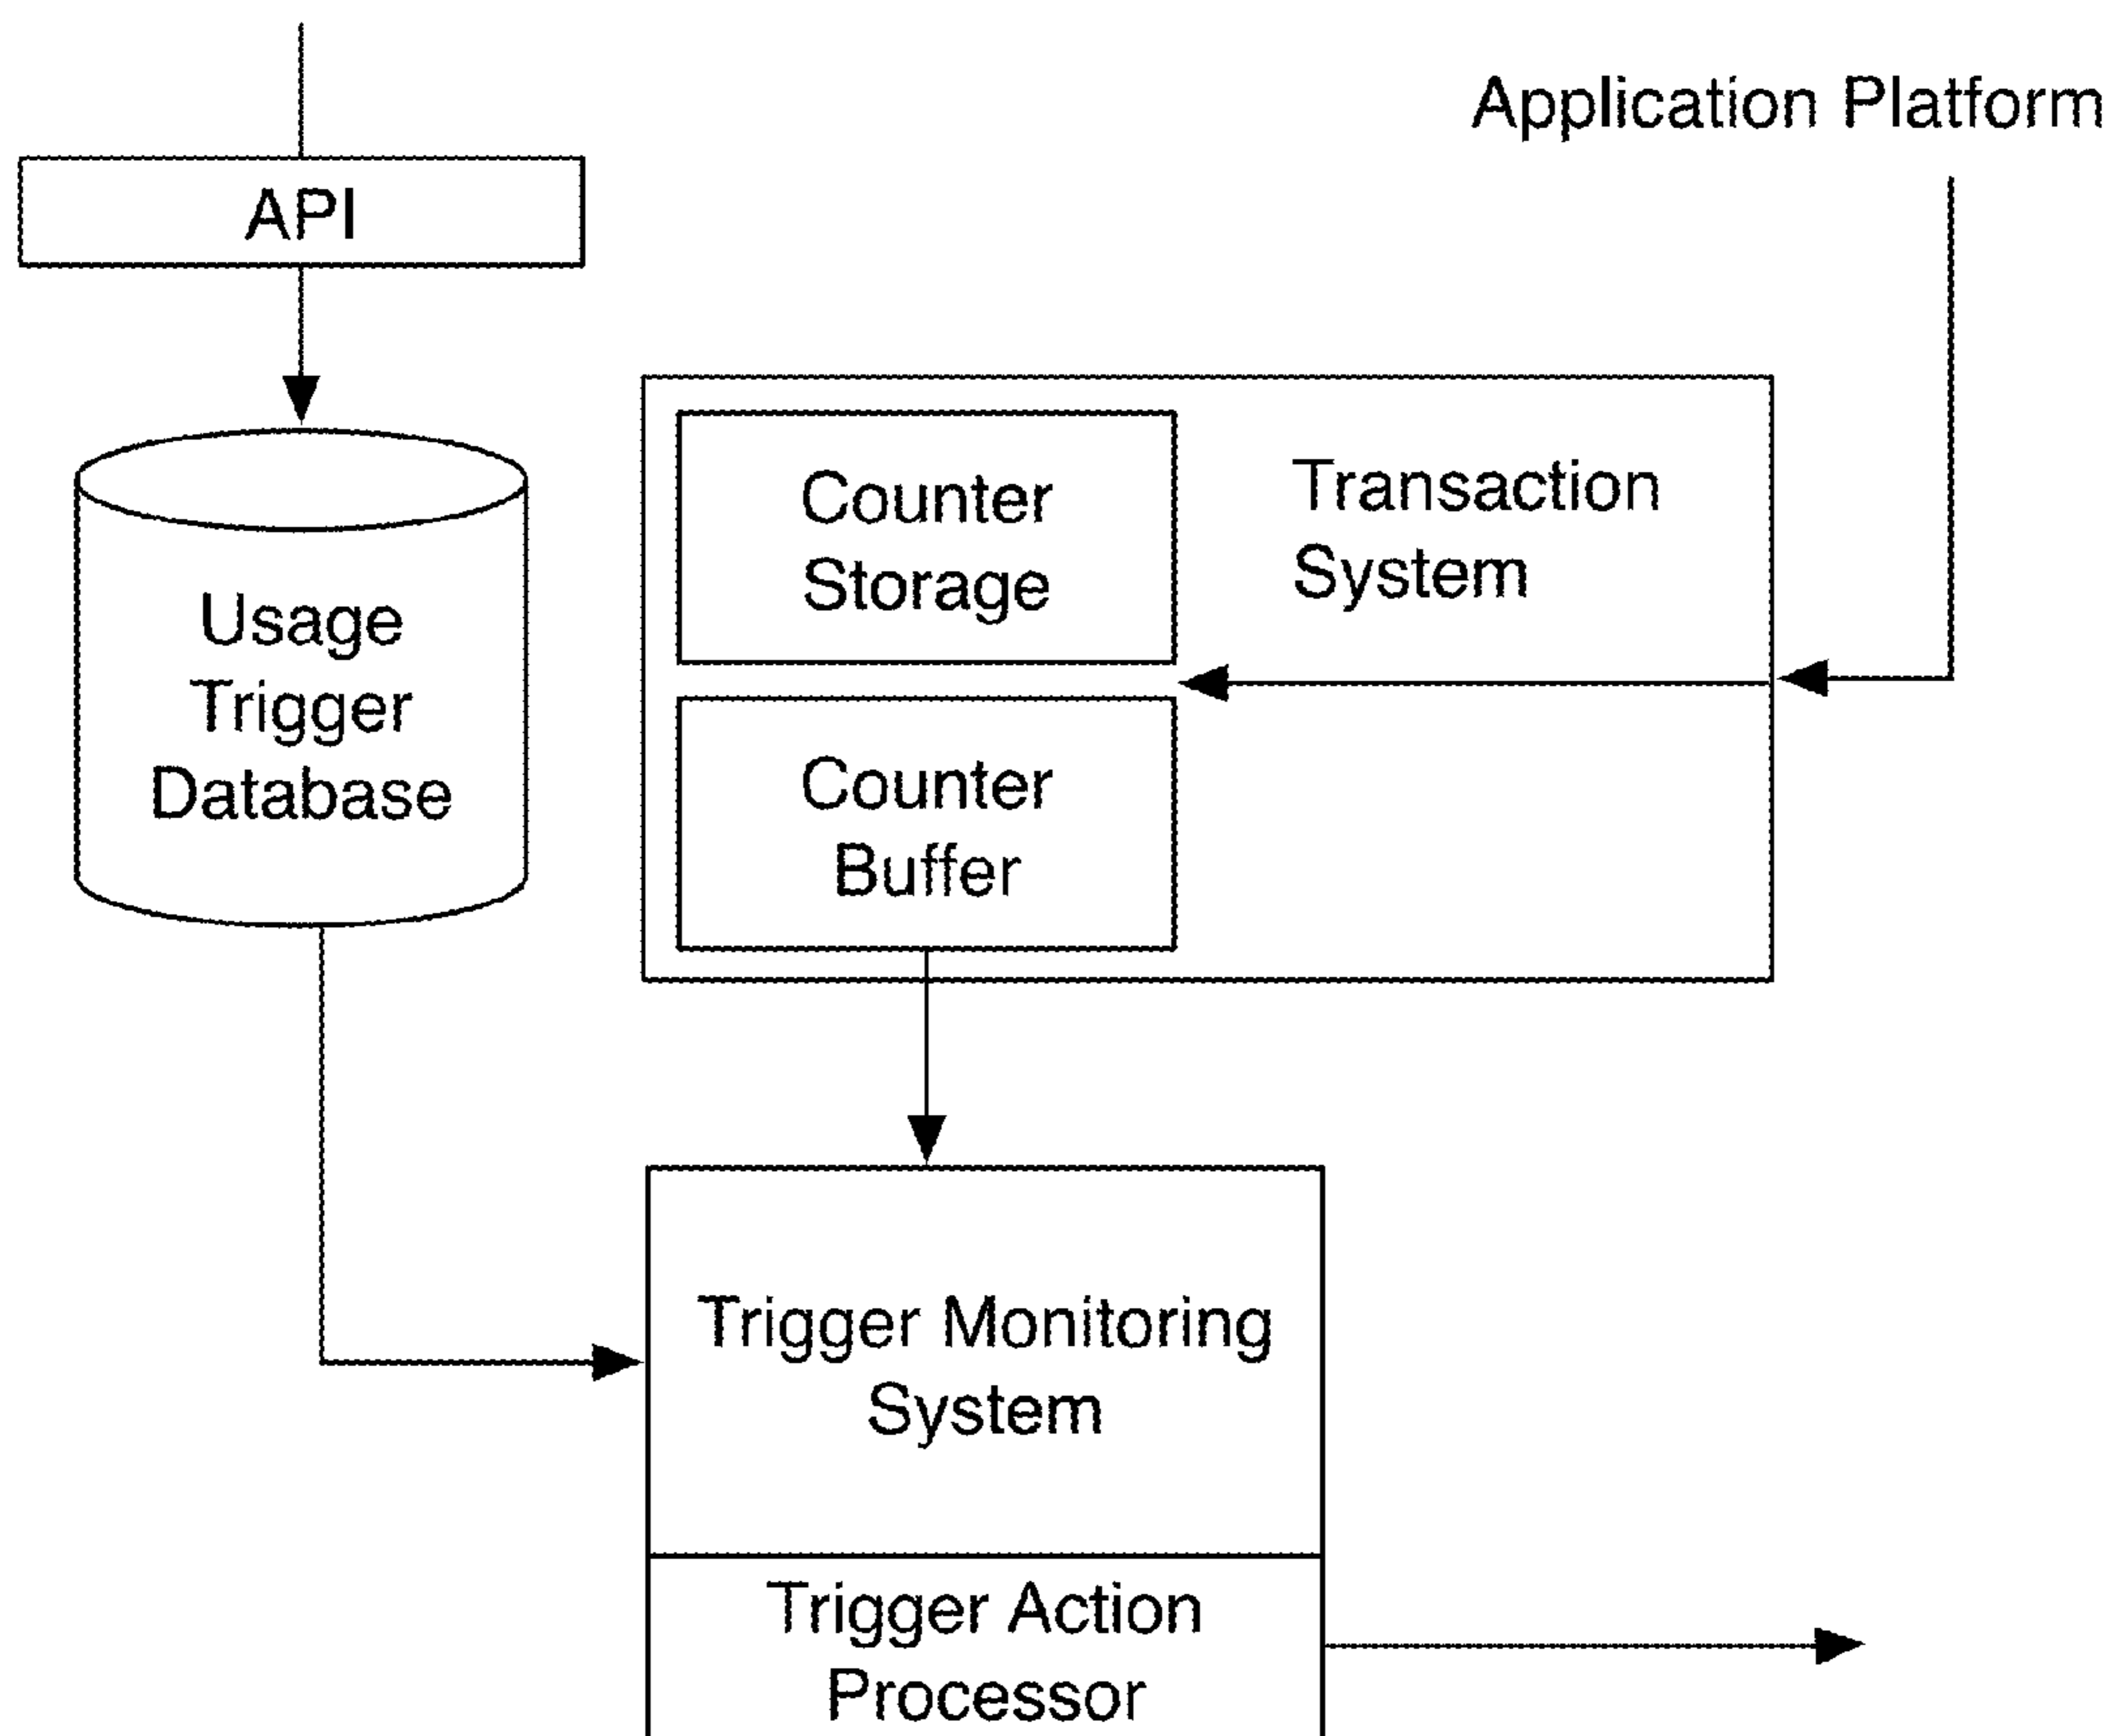 Application Platform
API
Counter
Storage
Transaction
System
Usage
Trigger
Database
Counter
Buffer
Trigger Monitoring
System
Trigger Action
Processor